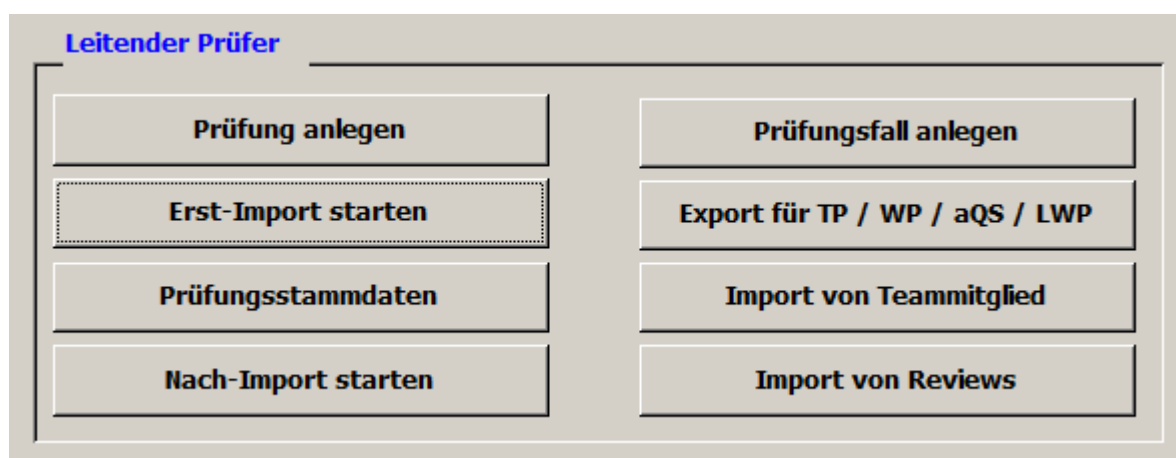 Leitender Prüfer
Prüfung anlegen
Prüfungsfall anlegen
Erst-Import starten
Export für TP / WP / aQS / LWP
Prüfungsstammdaten
Import von Teammitglied
Nach-Import starten
Import von Reviews